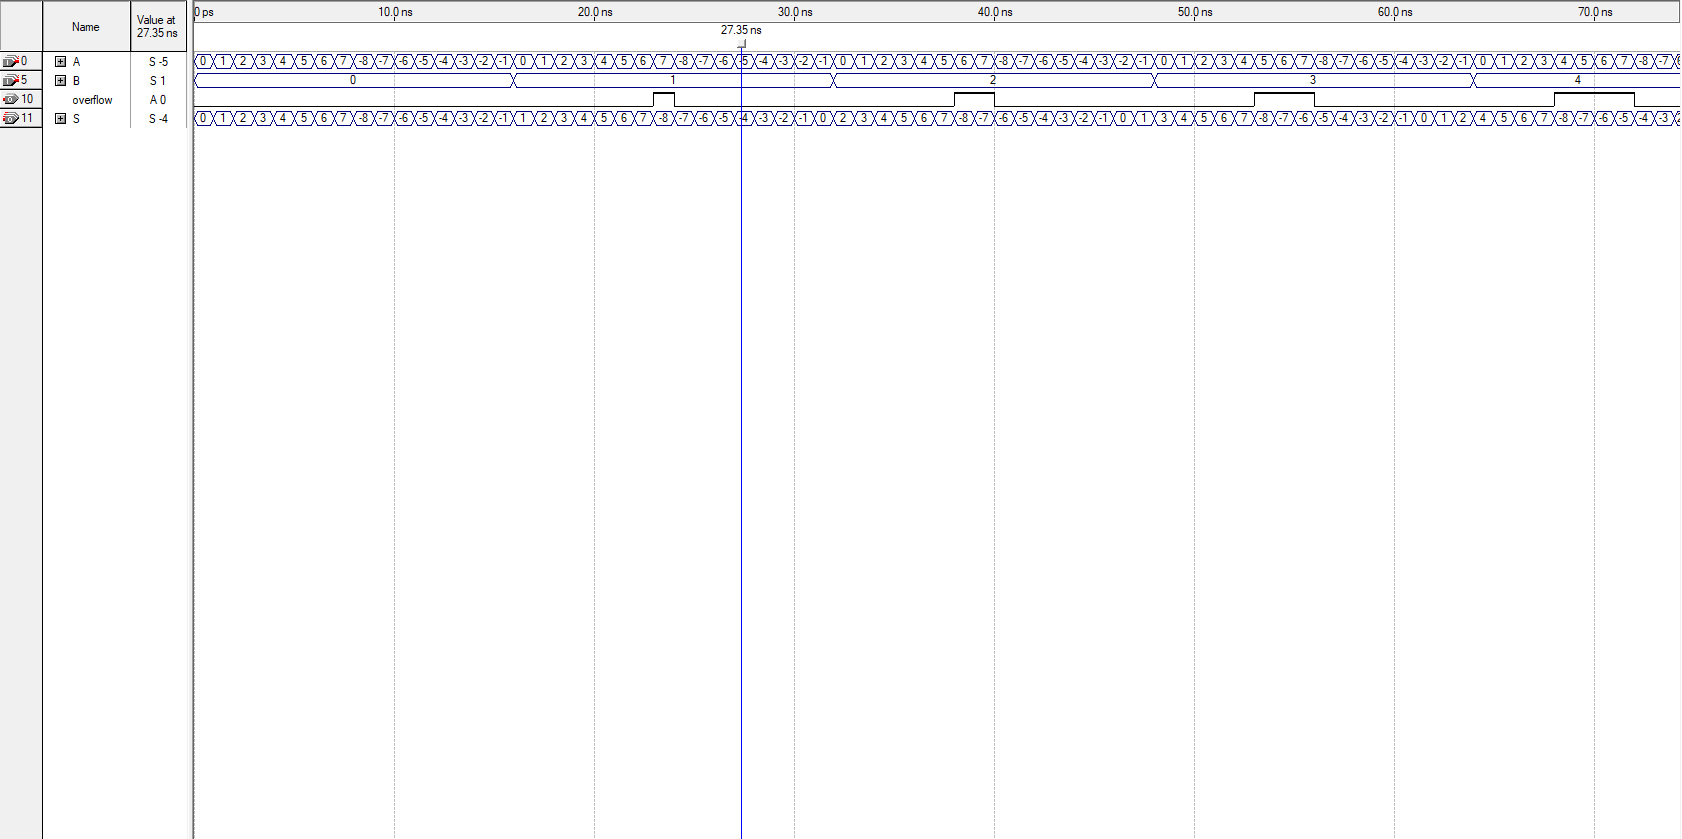 0 ps 10.0 ns 20.0 ns 30.0 ns 40.0 ns 50.0 ns 60.0 ns 70.0 ns
Name Value at
27.35 ns
27.35 ns
0 A S -5 0 1 2 3 4 5 6 7 -8 -7 -6 -5 -4 -3 -2 -1 0 1 2 3 4 5 6 7 -8 -7 -6 -5 -4 -3 -2 -1 0 1 2 3 4 5 6 7 -8 -7 -6 -5 -4 -3 -2 -1 0 1 2 3 4 5 6 7 -8 -7 -6 -5 -4 -3 -2 -1 0 1 2 3 4 5 6 7 -8 -7
5 B S 1 0 1 2 3 4
10 overflow A 0
11 S S -4 0 1 2 3 4 5 6 7 -8 -7 -6 -5 -4 -3 -2 -1 1 2 3 4 5 6 7 -8 -7 -6 -5 -4 -3 -2 -1 0 2 3 4 5 6 7 -8 -7 -6 -5 -4 -3 -2 -1 0 1 3 4 5 6 7 -8 -7 -6 -5 -4 -3 -2 -1 0 1 2 4 5 6 7 -8 -7 -6 -5 -4 -3